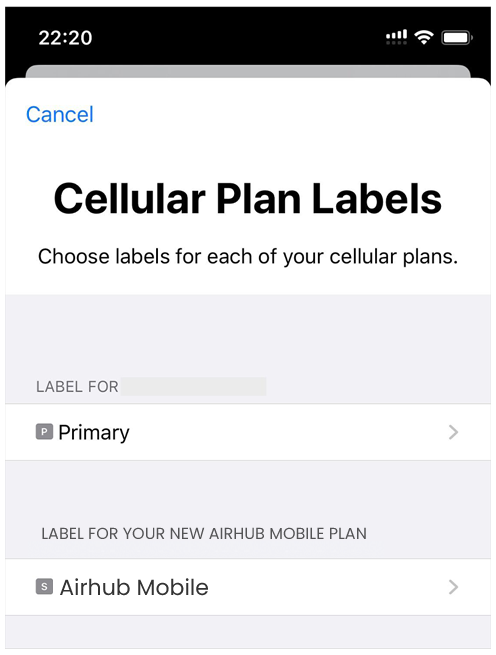 22:20
Cancel
Cellular Plan Labels
Choose labels for each of your cellular plans.
LABEL FOR
P Primary
LABEL FOR YOUR NEW AIRHUB MOBILE PLAN
S Airhub Mobile